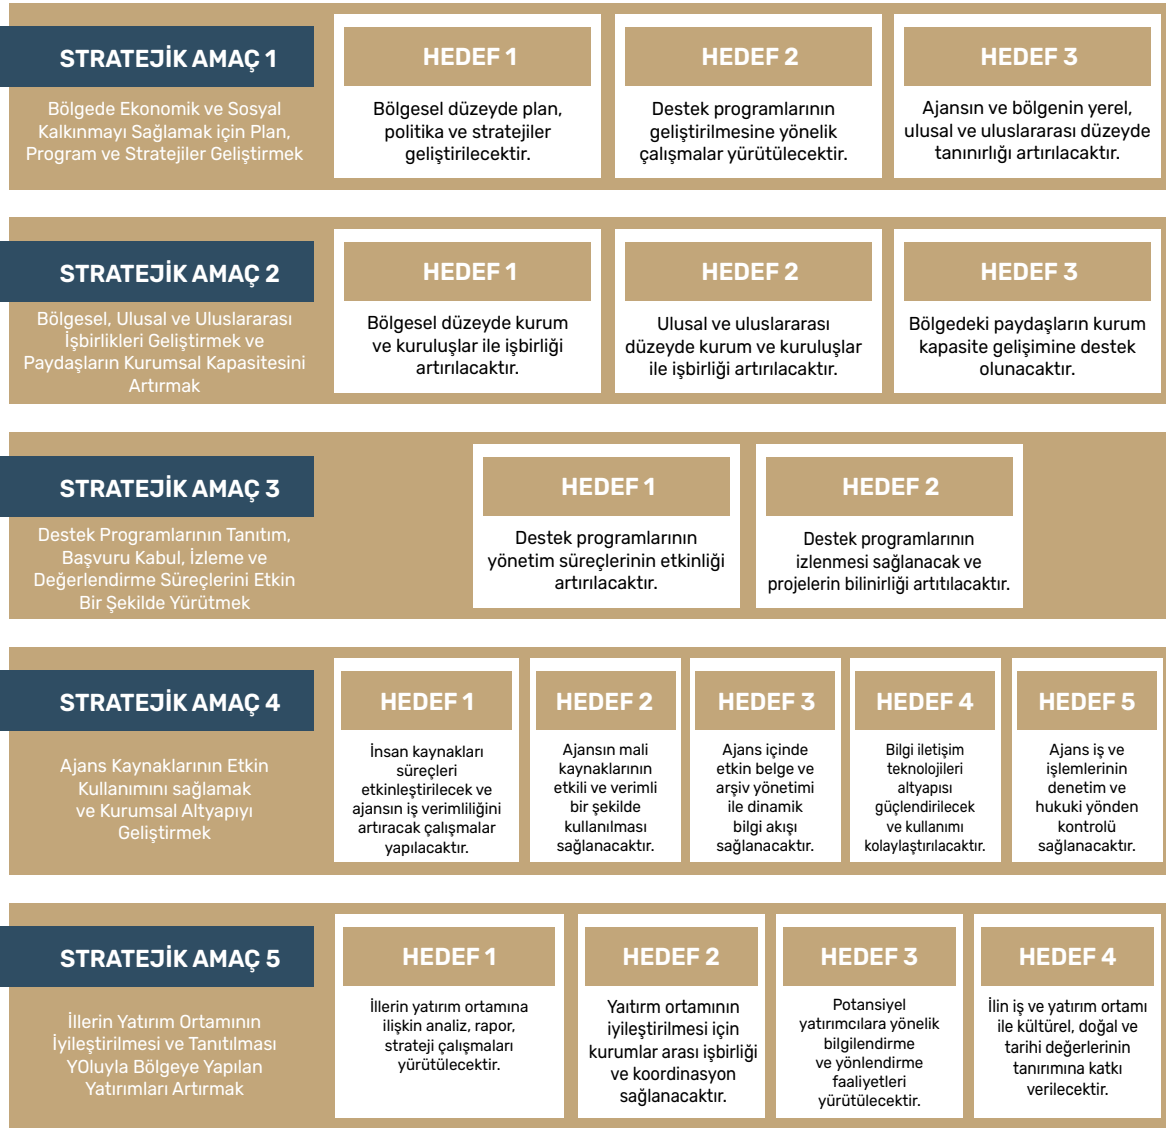 STRATEJİK AMAÇ 1
Bölgede Ekonomik ve Sosyal
Kalkınmayı Sağlamak için Plan,
Program ve Stratejiler Geliştirmek
HEDEF 1
Bölgesel düzeyde plan,
politika ve stratejiler
geliştirilecektir.
HEDEF 2
Destek programlarının
geliştirilmesine yönelik
çalışmalar yürütülecektir.
HEDEF 3
Ajansın ve bölgenin yerel,
ulusal ve uluslararası düzeyde
tanınırlığı artırılacaktır.
STRATEJİK AMAÇ 2
Bölgesel, Ulusal ve Uluslararası
İşbirlikleri Geliştirmek ve
Paydaşların Kurumsal Kapasitesini
Artırmak
HEDEF 1
Bölgesel düzeyde kurum
ve kuruluşlar ile işbirliği
artırılacaktır.
HEDEF 2
Ulusal ve uluslararası
düzeyde kurum ve kuruluşlar
ile işbirliği artırılacaktır.
HEDEF 3
Bölgedeki paydaşların kurum
kapasite gelişimine destek
olunacaktır.
STRATEJİK AMAÇ 3
Destek Programlarının Tanıtım,
Başvuru Kabul, İzleme ve
Değerlendirme Süreçlerini Etkin
Bir Şekilde Yürütmek
HEDEF 1
Destek programlarının
yönetim süreçlerinin etkinliği
artırılacaktır.
HEDEF 2
Destek programlarının
izlenmesi sağlanacak ve
projelerin bilinirliği artıtılacaktır.
STRATEJİK AMAÇ 4
Ajans Kaynaklarının Etkin
Kullanımını sağlamak
ve Kurumsal Altyapıyı
Geliştirmek
HEDEF 1
İnsan kaynakları
süreçleri
etkinleştirilecek ve
ajansın iş verimliliğini
artıracak çalışmalar
yapılacaktır.
HEDEF 2
Ajansın mali
kaynaklarının
etkili ve verimli
bir şekilde
kullanılması
sağlanacaktır.
HEDEF 3
Ajans içinde
etkin belge ve
arşiv yönetimi
ile dinamik
bilgi akışı
sağlanacaktır.
HEDEF 4
Bilgi iletişim
teknolojileri
altyapısı
güçlendirilecek
ve kullanımı
kolaylaştırılacaktır.
HEDEF 5
Ajans iş ve
işlemlerinin
denetim ve
hukuki yönden
kontrolü
sağlanacaktır.
STRATEJİK AMAÇ 5
İllerin Yatırım Ortamının
İyileştirilmesi ve Tanıtılması
YOluyla Bölgeye Yapılan
Yatırımları Artırmak
HEDEF 1
İllerin yatırım ortamına
ilişkin analiz, rapor,
strateji çalışmaları
yürütülecektir.
HEDEF 2
Yaıtırm ortamının
iyileştirilmesi için
kurumlar arası işbirliği
ve koordinasyon
sağlanacaktır.
HEDEF 3
Potansiyel
yatırımcılara yönelik
bilgilendirme
ve yönlendirme
faaliyetleri
yürütülecektir.
HEDEF 4
İlin iş ve yatırım ortamı
ile kültürel, doğal ve
tarihi değerlerinin
tanırımına katkı
verilecektir.